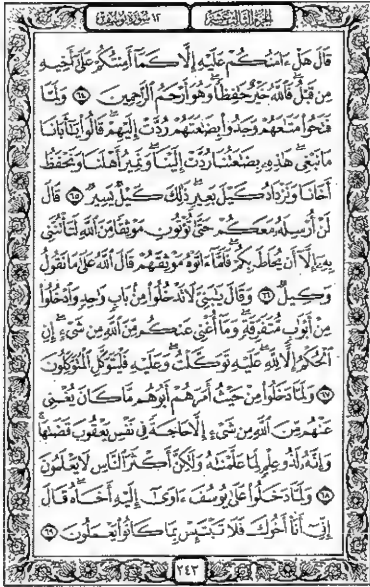 الجزء الثالث عشر
١٢ سورة يوسف
قَالَ هَلْ ءَامَنُكُمْ عَلَيْهِ إِلَّا كَمَآ أَمِنتُكُمْ عَلَىٰٓ أَخِيهِ
مِن قَبْلُ فَٱللَّهُ خَيْرٌ حَٰفِظًا وَهُوَ أَرْحَمُ ٱلرَّٰحِمِينَ ٦٤ وَلَمَّا
فَتَحُوا۟ مَتَٰعَهُمْ وَجَدُوا۟ بِضَٰعَتَهُمْ رُدَّتْ إِلَيْهِمْ قَالُوا۟ يَٰٓأَبَانَا
مَا نَبْغِى هَٰذِهِۦ بِضَٰعَتُنَا رُدَّتْ إِلَيْنَا وَنَمِيرُ أَهْلَنَا وَنَحْفَظُ
أَخَانَا وَنَزْدَادُ كَيْلَ بَعِيرٍ ذَٰلِكَ كَيْلٌ يَسِيرٌ ٦٥ قَالَ
لَنْ أُرْسِلَهُۥ مَعَكُمْ حَتَّىٰ تُؤْتُونِ مَوْثِقًا مِّنَ ٱللَّهِ لَتَأْتُنَّنِى
بِهِۦٓ إِلَّآ أَن يُحَاطَ بِكُمْ فَلَمَّآ ءَاتَوْهُ مَوْثِقَهُمْ قَالَ ٱللَّهُ عَلَىٰ مَا نَقُولُ
وَكِيلٌ ٦٦ وَقَالَ يَٰبَنِىَّ لَا تَدْخُلُوا۟ مِنۢ بَابٍ وَٰحِدٍ وَٱدْخُلُوا۟
مِنْ أَبْوَٰبٍ مُّتَفَرِّقَةٍ وَمَآ أُغْنِى عَنكُم مِّنَ ٱللَّهِ مِن شَىْءٍ إِنِ
ٱلْحُكْمُ إِلَّا لِلَّهِ عَلَيْهِ تَوَكَّلْتُ وَعَلَيْهِ فَلْيَتَوَكَّلِ ٱلْمُتَوَكِّلُونَ
٦٧ وَلَمَّا دَخَلُوا۟ مِنْ حَيْثُ أَمَرَهُمْ أَبُوهُم مَّا كَانَ يُغْنِى
عَنْهُم مِّنَ ٱللَّهِ مِن شَىْءٍ إِلَّا حَاجَةً فِى نَفْسِ يَعْقُوبَ قَضَىٰهَا
وَإِنَّهُۥ لَذُو عِلْمٍ لِّمَا عَلَّمْنَٰهُ وَلَٰكِنَّ أَكْثَرَ ٱلنَّاسِ لَا يَعْلَمُونَ
٦٨ وَلَمَّا دَخَلُوا۟ عَلَىٰ يُوسُفَ ءَاوَىٰٓ إِلَيْهِ أَخَاهُ قَالَ
إِنِّىٓ أَنَا۠ أَخُوكَ فَلَا تَبْتَئِسْ بِمَا كَانُوا۟ يَعْمَلُونَ ٦٩
٢٤٣